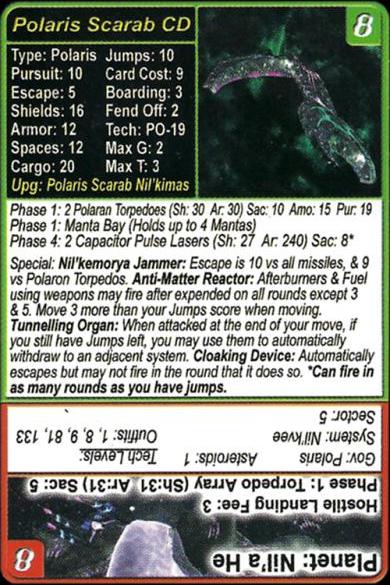 Polaris Scarab CD
8
Type: Polaris Jumps: 10
Pursuit: 10 Card Cost: 9
Escape: 5 Boarding: 3
Shields: 16 Fend Off: 2
Armor: 12 Tech: PO-19
Spaces: 12 Max G: 2
Cargo: 20 Max T: 3
Upg: Polaris Scarab Nil'kimas
Phase 1: 2 Polaran Torpedoes (Sh: 30 Ar: 30) Sac: 10 Amo: 15 Pur: 19
Phase 1: Manta Bay (Holds up to 4 Mantas)
Phase 4: 2 Capacitor Pulse Lasers (Sh: 27 Ar: 240) Sac: 8*
Special: Nil'kemorya Jammer: Escape is 10 vs all missiles, & 9
vs Polaron Torpedos. Anti-Matter Reactor: Afterburners & Fuel
using weapons may fire after expended on all rounds except 3
& 5. Move 3 more than your Jumps score when moving.
Tunnelling Organ: When attacked at the end of your move, if
you still have Jumps left, you may use them to automatically
withdraw to an adjacent system. Cloaking Device: Automatically
escapes but may not fire in the round that it does so. *Can fire in
as many rounds as you have jumps.
Planet: Nil'a He
8
Hostile Landing Fee: 3
Phase 1: Torpedo Array (Sh:31 Ar:31) Sac: 5
Gov: Polaris Asteroids: 1 Tech Levels:
System: Nil'kvee Outfits: 1, 8, 9, 81, 133
Sector: 5